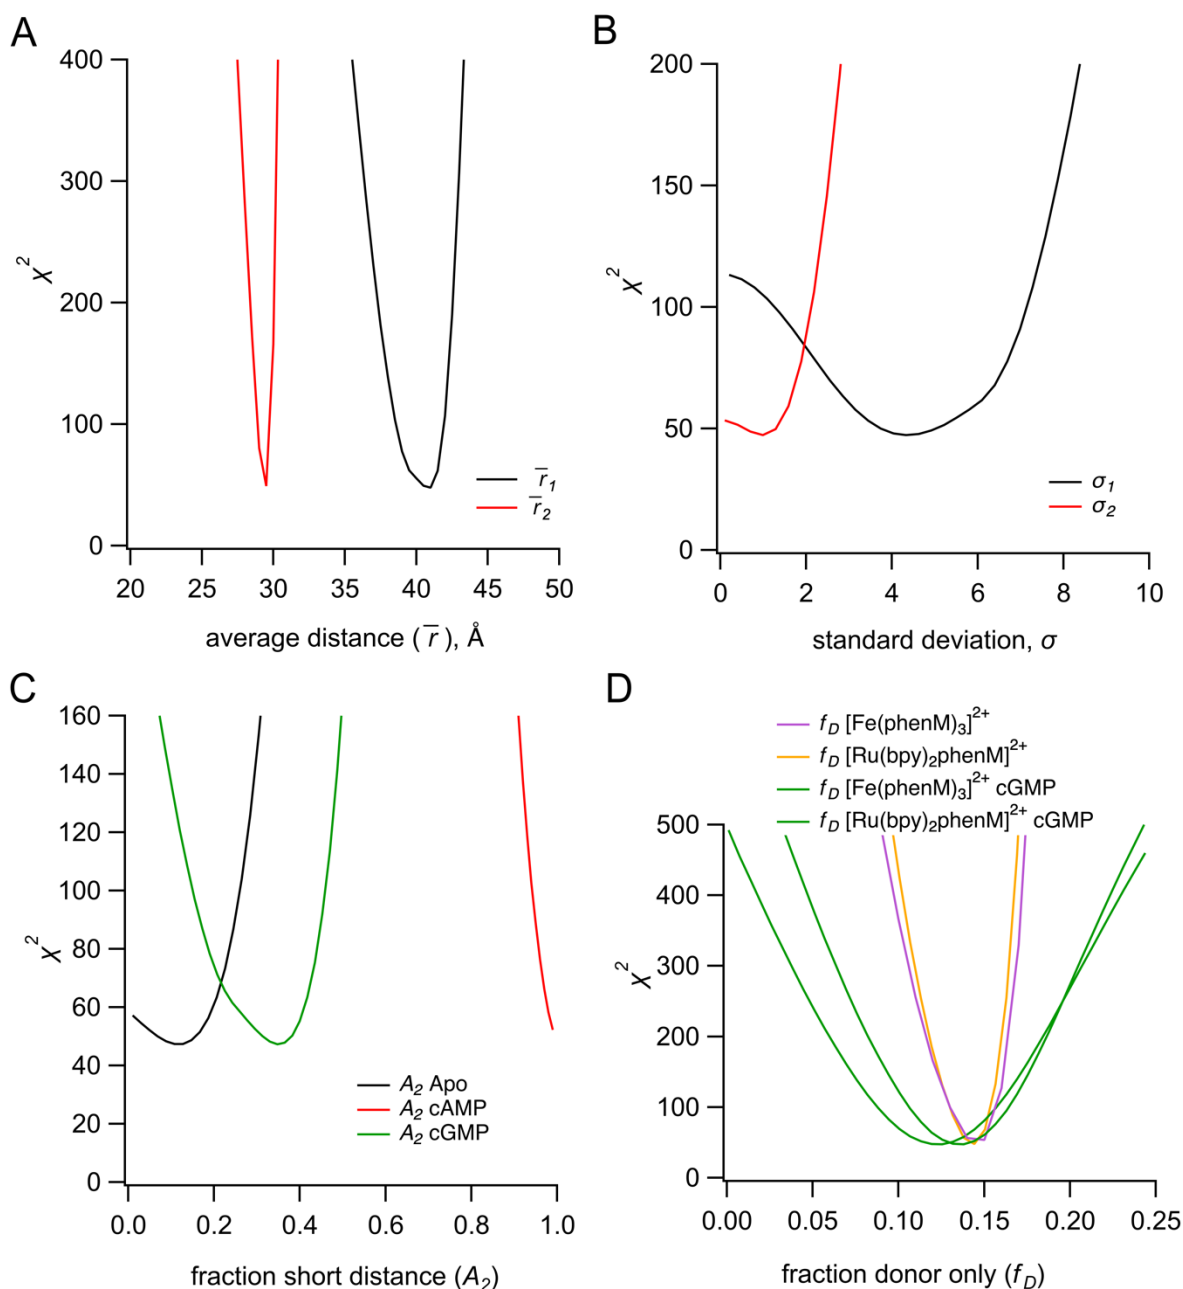 A
400
300
200
100
0
χ²
r̄₁
r̄₂
20 25 30 35 40 45 50
average distance (r̄), Å
B
200
150
100
50
0
χ²
σ₁
σ₂
0 2 4 6 8 10
standard deviation, σ
C
160
140
120
100
80
60
40
20
0
χ²
A₂ Apo
A₂ cAMP
A₂ cGMP
0.0 0.2 0.4 0.6 0.8 1.0
fraction short distance (A₂)
D
f_D [Fe(phenM)₃]²⁺
f_D [Ru(bpy)₂phenM]²⁺
f_D [Fe(phenM)₃]²⁺ cGMP
f_D [Ru(bpy)₂phenM]²⁺ cGMP
500
400
300
200
100
0
χ²
0.00 0.05 0.10 0.15 0.20 0.25
fraction donor only (f_D)